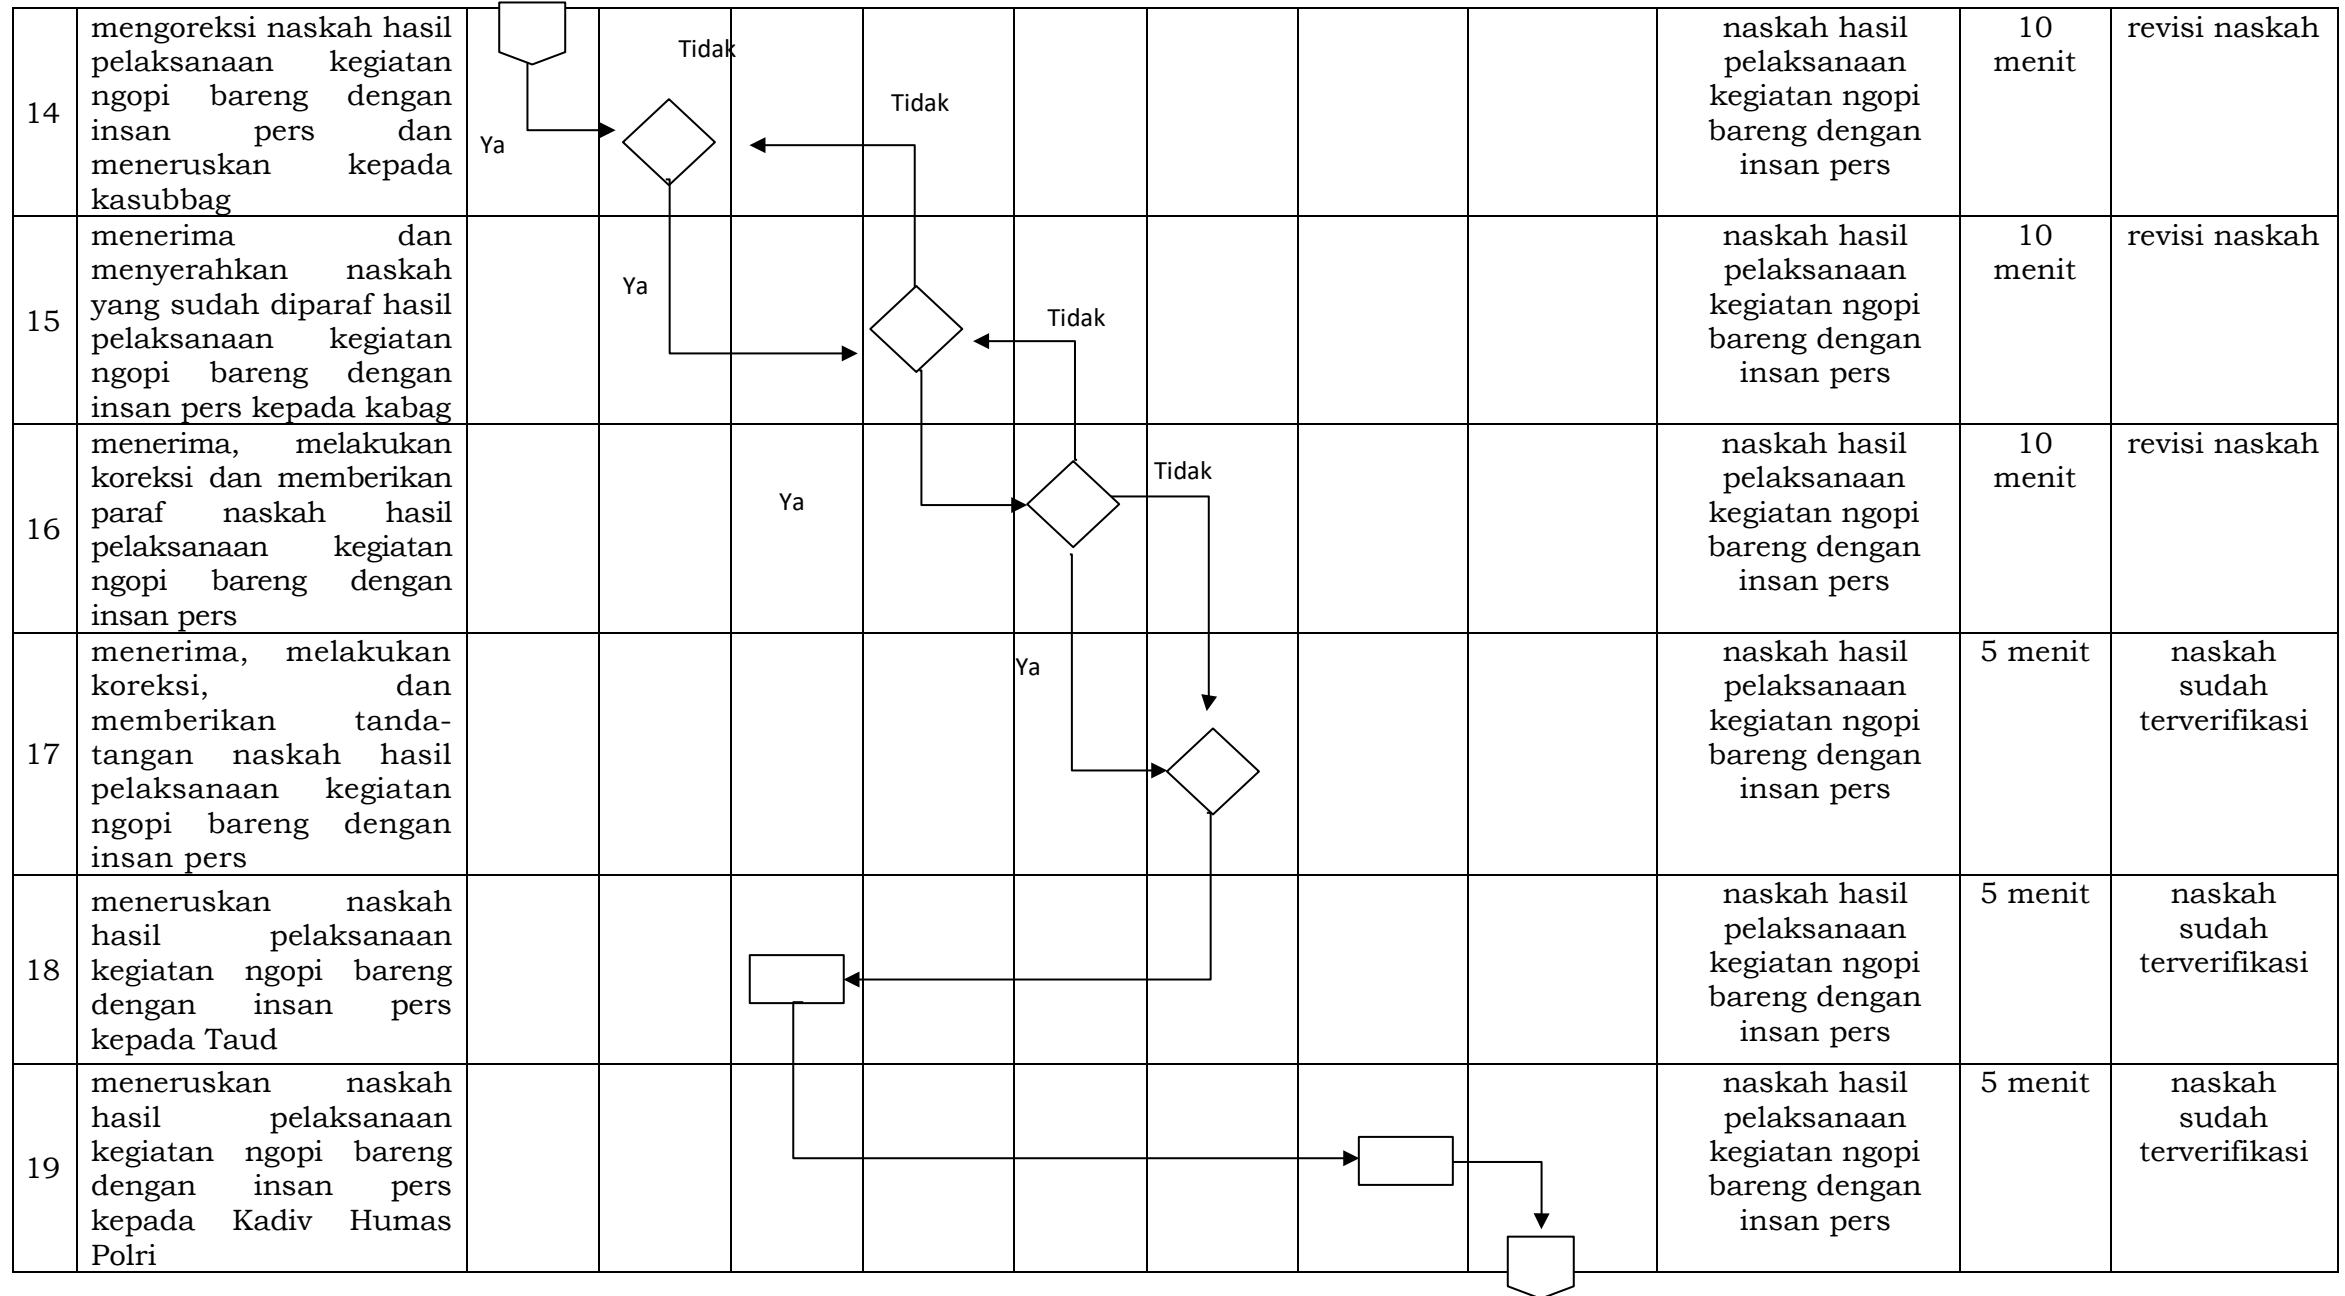 14
mengoreksi naskah hasil
pelaksanaan kegiatan
ngopi bareng dengan
insan pers dan
meneruskan kepada
kasubbag
Ya
Tidak
Tidak
naskah hasil
pelaksanaan
kegiatan ngopi
bareng dengan
insan pers
10
menit
revisi naskah
15
menerima dan
menyerahkan naskah
yang sudah diparaf hasil
pelaksanaan kegiatan
ngopi bareng dengan
insan pers kepada kabag
Ya
Tidak
naskah hasil
pelaksanaan
kegiatan ngopi
bareng dengan
insan pers
10
menit
revisi naskah
16
menerima, melakukan
koreksi dan memberikan
paraf naskah hasil
pelaksanaan kegiatan
ngopi bareng dengan
insan pers
Ya
Tidak
naskah hasil
pelaksanaan
kegiatan ngopi
bareng dengan
insan pers
10
menit
revisi naskah
17
menerima, melakukan
koreksi, dan
memberikan tanda-
tangan naskah hasil
pelaksanaan kegiatan
ngopi bareng dengan
insan pers
Ya
naskah hasil
pelaksanaan
kegiatan ngopi
bareng dengan
insan pers
5 menit
naskah
sudah
terverifikasi
18
meneruskan naskah
hasil pelaksanaan
kegiatan ngopi bareng
dengan insan pers
kepada Taud
naskah hasil
pelaksanaan
kegiatan ngopi
bareng dengan
insan pers
5 menit
naskah
sudah
terverifikasi
19
meneruskan naskah
hasil pelaksanaan
kegiatan ngopi bareng
dengan insan pers
kepada Kadiv Humas
Polri
naskah hasil
pelaksanaan
kegiatan ngopi
bareng dengan
insan pers
5 menit
naskah
sudah
terverifikasi